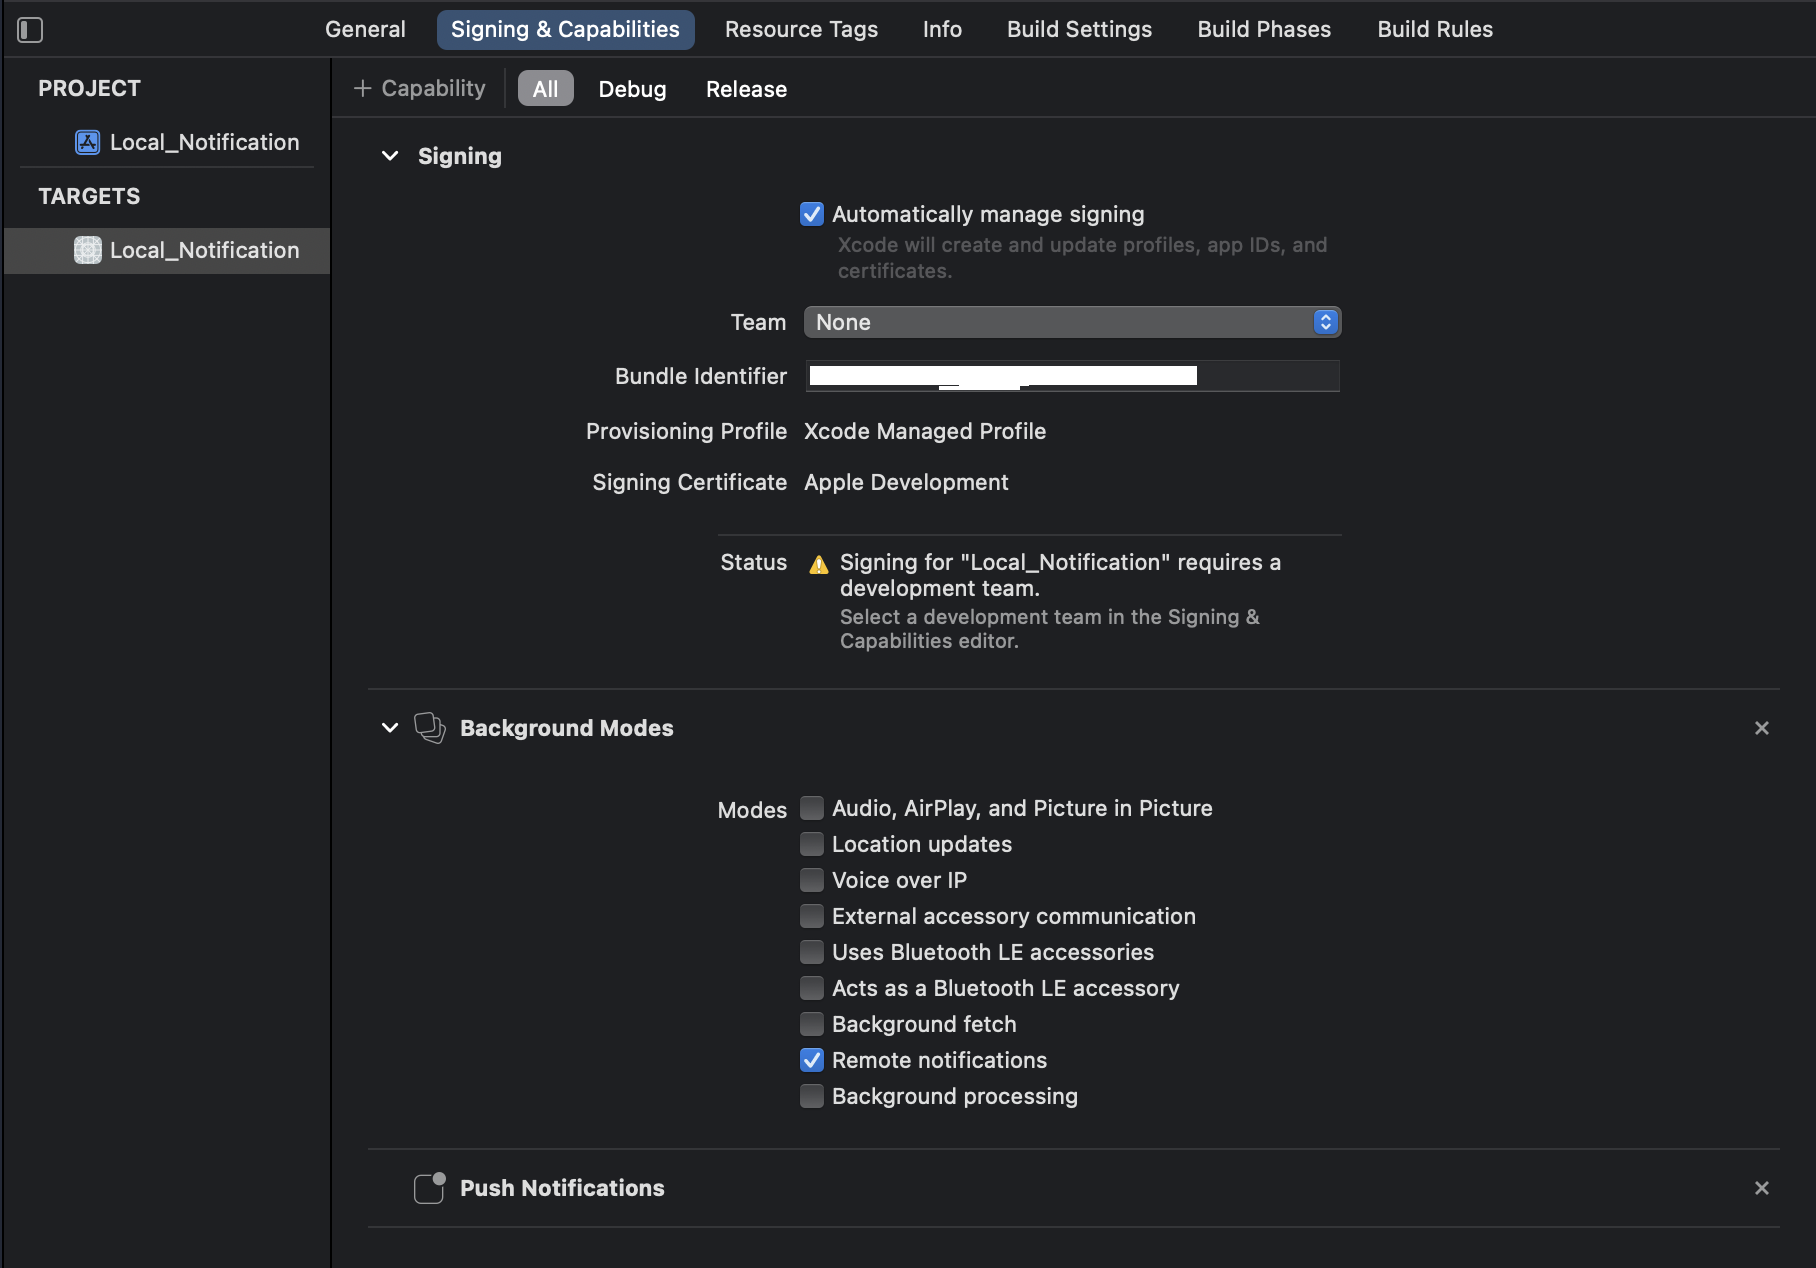 General
Signing & Capabilities
Resource Tags
Info
Build Settings
Build Phases
Build Rules
PROJECT
Local_Notification
TARGETS
Local_Notification
+ Capability
All
Debug
Release
Signing
Automatically manage signing
Xcode will create and update profiles, app IDs, and
certificates.
Team
None
Bundle Identifier
Provisioning Profile
Xcode Managed Profile
Signing Certificate
Apple Development
Status
Signing for "Local_Notification" requires a
development team.
Select a development team in the Signing &
Capabilities editor.
Background Modes
Modes
Audio, AirPlay, and Picture in Picture
Location updates
Voice over IP
External accessory communication
Uses Bluetooth LE accessories
Acts as a Bluetooth LE accessory
Background fetch
Remote notifications
Background processing
Push Notifications